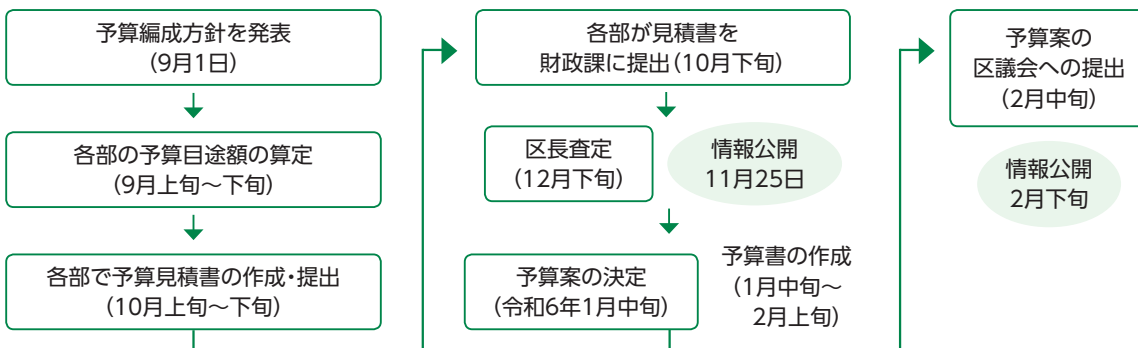 予算編成方針を発表
(9月1日)
各部の予算目途額の算定
(9月上旬～下旬)
各部で予算見積書の作成・提出
(10月上旬～下旬)
各部が見積書を
財政課に提出(10月下旬)
区長査定
(12月下旬)
情報公開
11月25日
予算案の決定
(令和6年1月中旬)
予算書の作成
(1月中旬～
2月上旬)
予算案の
区議会への提出
(2月中旬)
情報公開
2月下旬